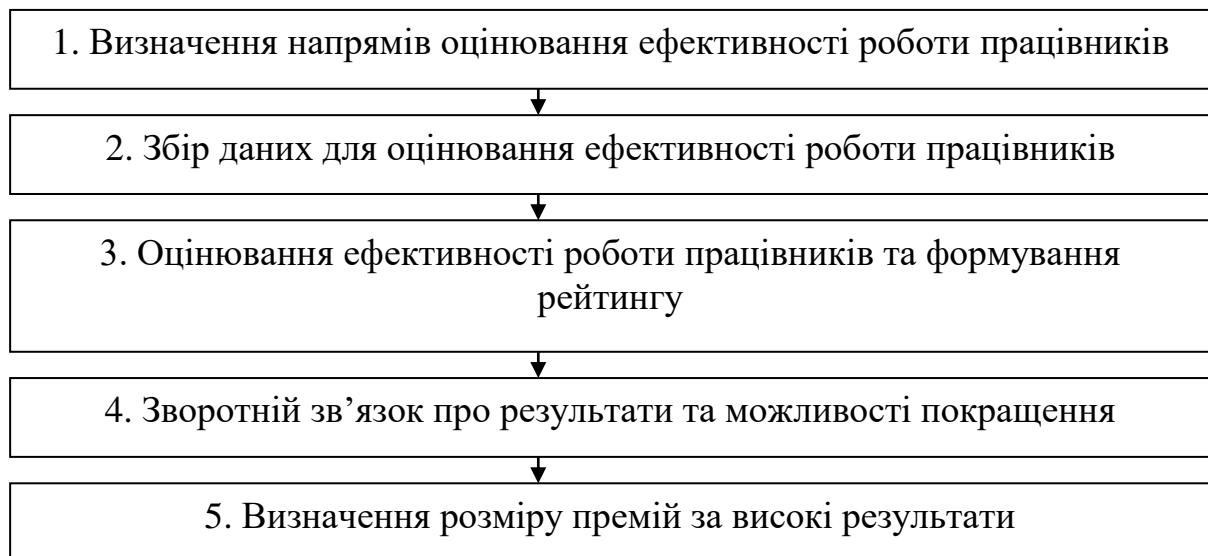 1. Визначення напрямів оцінювання ефективності роботи працівників
2. Збір даних для оцінювання ефективності роботи працівників
3. Оцінювання ефективності роботи працівників та формування
рейтингу
4. Зворотній зв’язок про результати та можливості покращення
5. Визначення розміру премій за високі результати